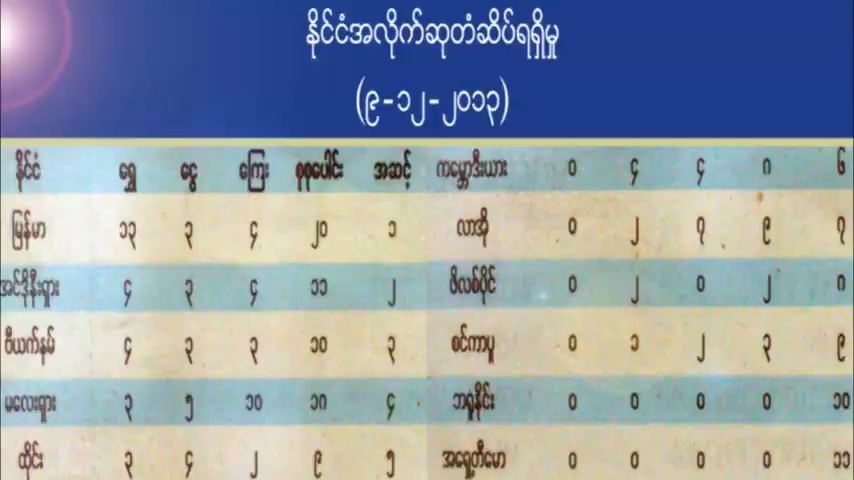 နိုင်ငံအလိုက်ဆုတံဆိပ်ရရှိမှု
(၉-၁၂-၂၀၁၃)
နိုင်ငံ ရွှေ ငွေ ကြေး စုစုပေါင်း အဆင့်
မြန်မာ ၁၃ ၃ ၄ ၂၀ ၁
အင်ဒိုနီးရှား ၄ ၃ ၄ ၁၁ ၂
ဗီယက်နမ် ၄ ၃ ၃ ၁၀ ၃
မလေးရှား ၃ ၅ ၁၀ ၁၈ ၄
ထိုင်း ၃ ၄ ၂ ၉ ၅
ကမ္ဘောဒီးယား ၀ ၄ ၄ ၈ ၆
လာအို ၀ ၂ ၇ ၉ ၇
ဖိလစ်ပိုင် ၀ ၂ ၀ ၂ ၈
စင်ကာပူ ၀ ၁ ၂ ၃ ၉
ဘရူနိုင်း ၀ ၀ ၀ ၀ ၁၀
အရှေ့တီမော ၀ ၀ ၀ ၀ ၁၁